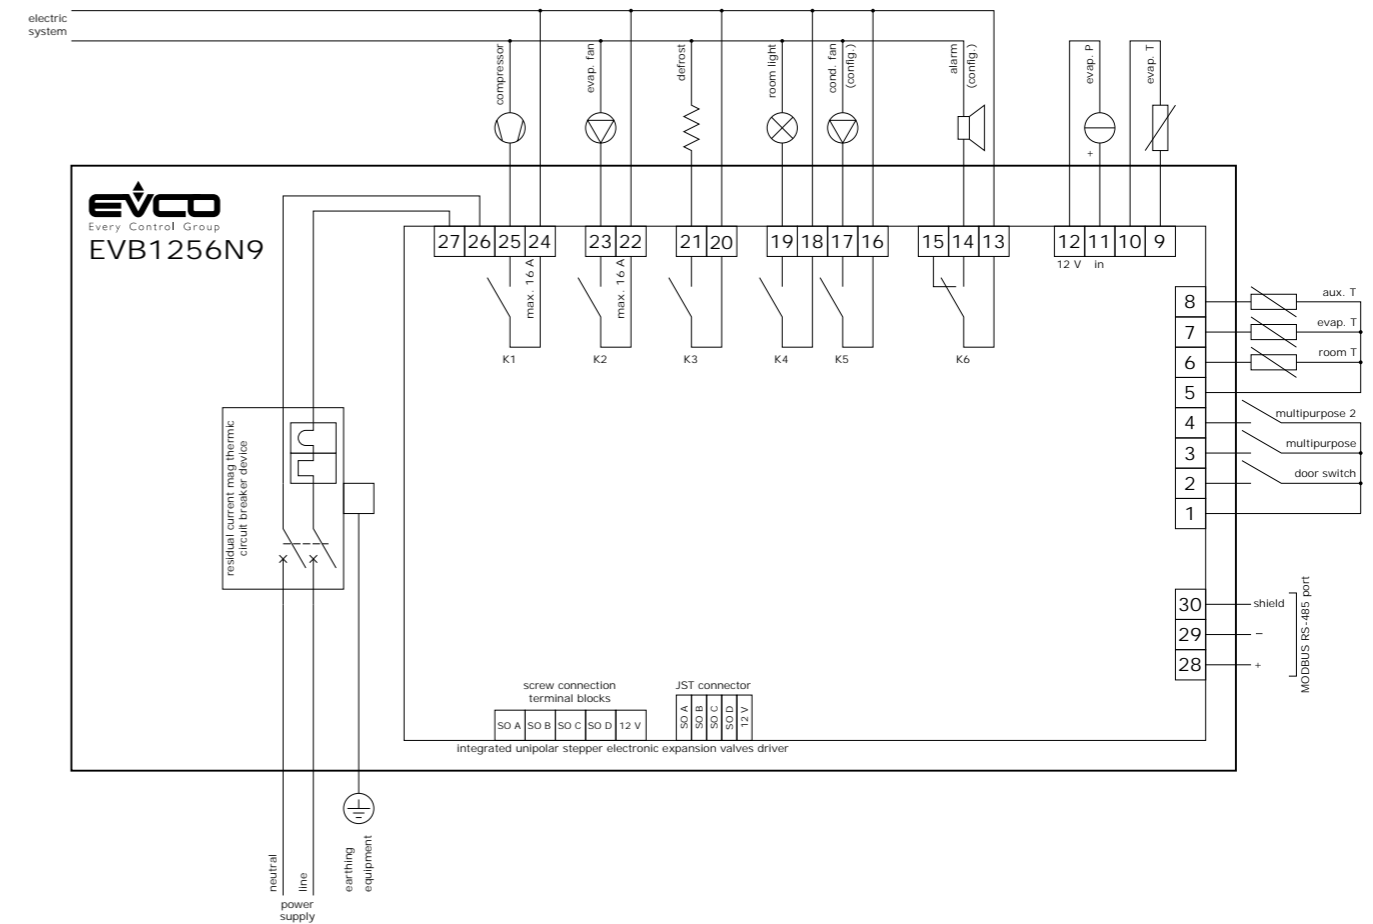 electric
system
compressor
evap. fan
defrost
room light
cond. fan
(config.)
alarm
(config.)
evap. P
evap. T
+
EVCO
Every Control Group
EVB1256N9
27 26 25 24 23 22 21 20 19 18 17 16 15 14 13 12 11 10 9
12 V in
max. 16 A
max. 16 A
K1 K2 K3 K4 K5 K6
8 aux. T
7 evap. T
6 room T
5
4 multipurpose 2
3 multipurpose
2 door switch
1
residual current mag thermic
circuit breaker device
30 shield
29 −
28 +
MODBUS RS-485 port
screw connection
terminal blocks
JST connector
SO A SO B SO C SO D 12 V
SO A SO B SO C SO D 12 V
integrated unipolar stepper electronic expansion valves driver
neutral
line
power
supply
earthing
equipment